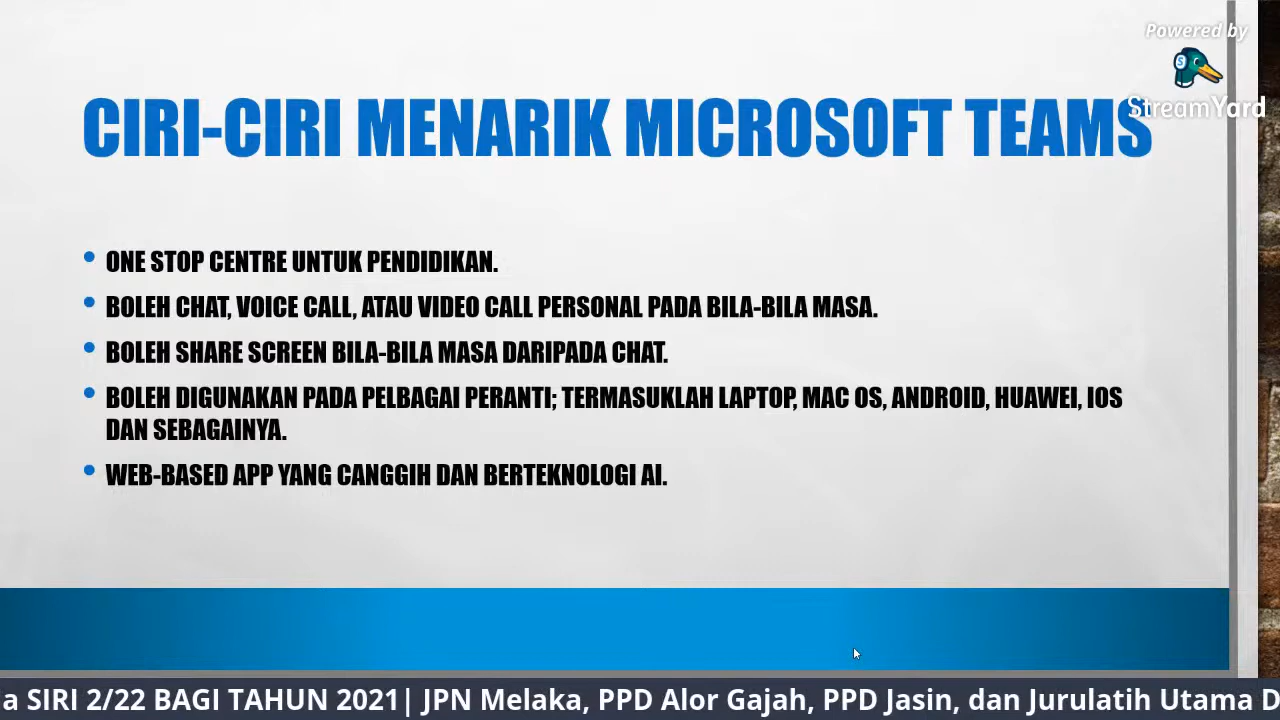 Powered by
StreamYard
CIRI-CIRI MENARIK MICROSOFT TEAMS
• ONE STOP CENTRE UNTUK PENDIDIKAN.
• BOLEH CHAT, VOICE CALL, ATAU VIDEO CALL PERSONAL PADA BILA-BILA MASA.
• BOLEH SHARE SCREEN BILA-BILA MASA DARIPADA CHAT.
• BOLEH DIGUNAKAN PADA PELBAGAI PERANTI; TERMASUKLAH LAPTOP, MAC OS, ANDROID, HUAWEI, IOS
DAN SEBAGAINYA.
• WEB-BASED APP YANG CANGGIH DAN BERTEKNOLOGI AI.
a SIRI 2/22 BAGI TAHUN 2021| JPN Melaka, PPD Alor Gajah, PPD Jasin, dan Jurulatih Utama D